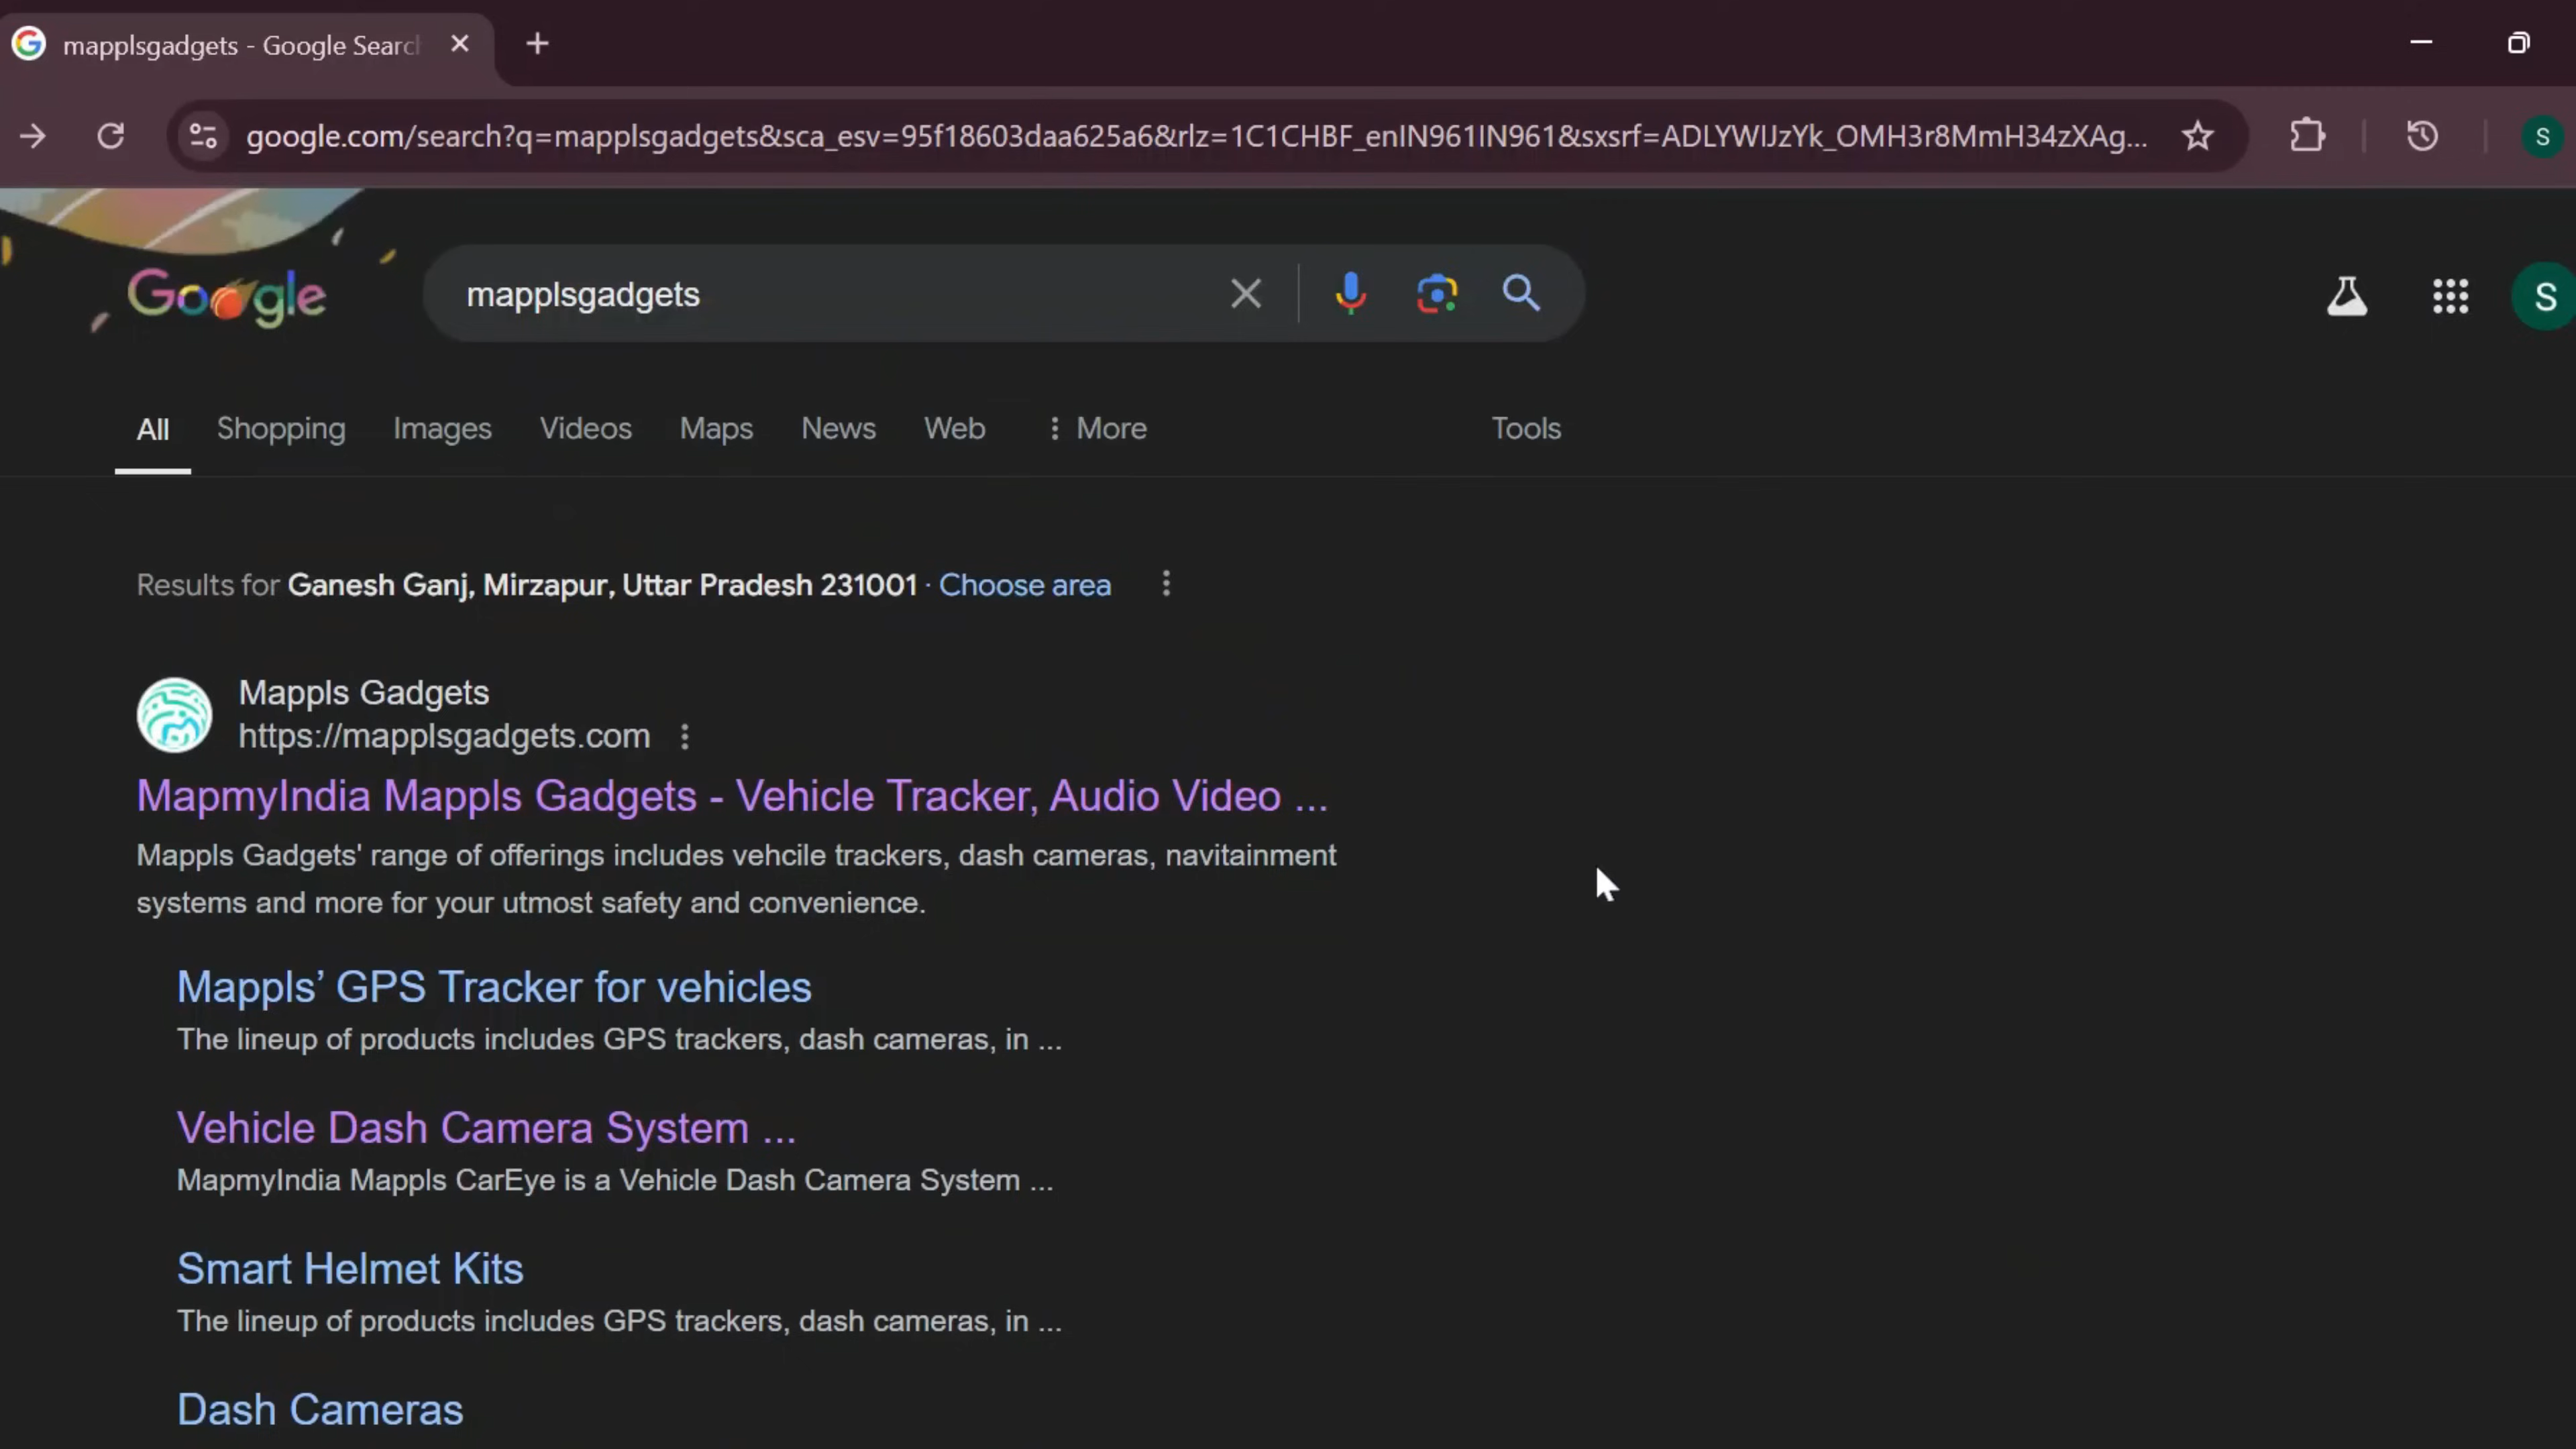 mapplsgadgets - Google Search
google.com/search?q=mapplsgadgets&sca_esv=95f18603daa625a6&rlz=1C1CHBF_enIN961IN961&sxsrf=ADLYWIJzYk_OMH3r8MmH34zXAg...
S
Google
mapplsgadgets
S
All Shopping Images Videos Maps News Web More Tools
Results for Ganesh Ganj, Mirzapur, Uttar Pradesh 231001 · Choose area
Mappls Gadgets
https://mapplsgadgets.com
MapmyIndia Mappls Gadgets - Vehicle Tracker, Audio Video ...
Mappls Gadgets' range of offerings includes vehcile trackers, dash cameras, navitainment
systems and more for your utmost safety and convenience.
Mappls’ GPS Tracker for vehicles
The lineup of products includes GPS trackers, dash cameras, in ...
Vehicle Dash Camera System ...
MapmyIndia Mappls CarEye is a Vehicle Dash Camera System ...
Smart Helmet Kits
The lineup of products includes GPS trackers, dash cameras, in ...
Dash Cameras